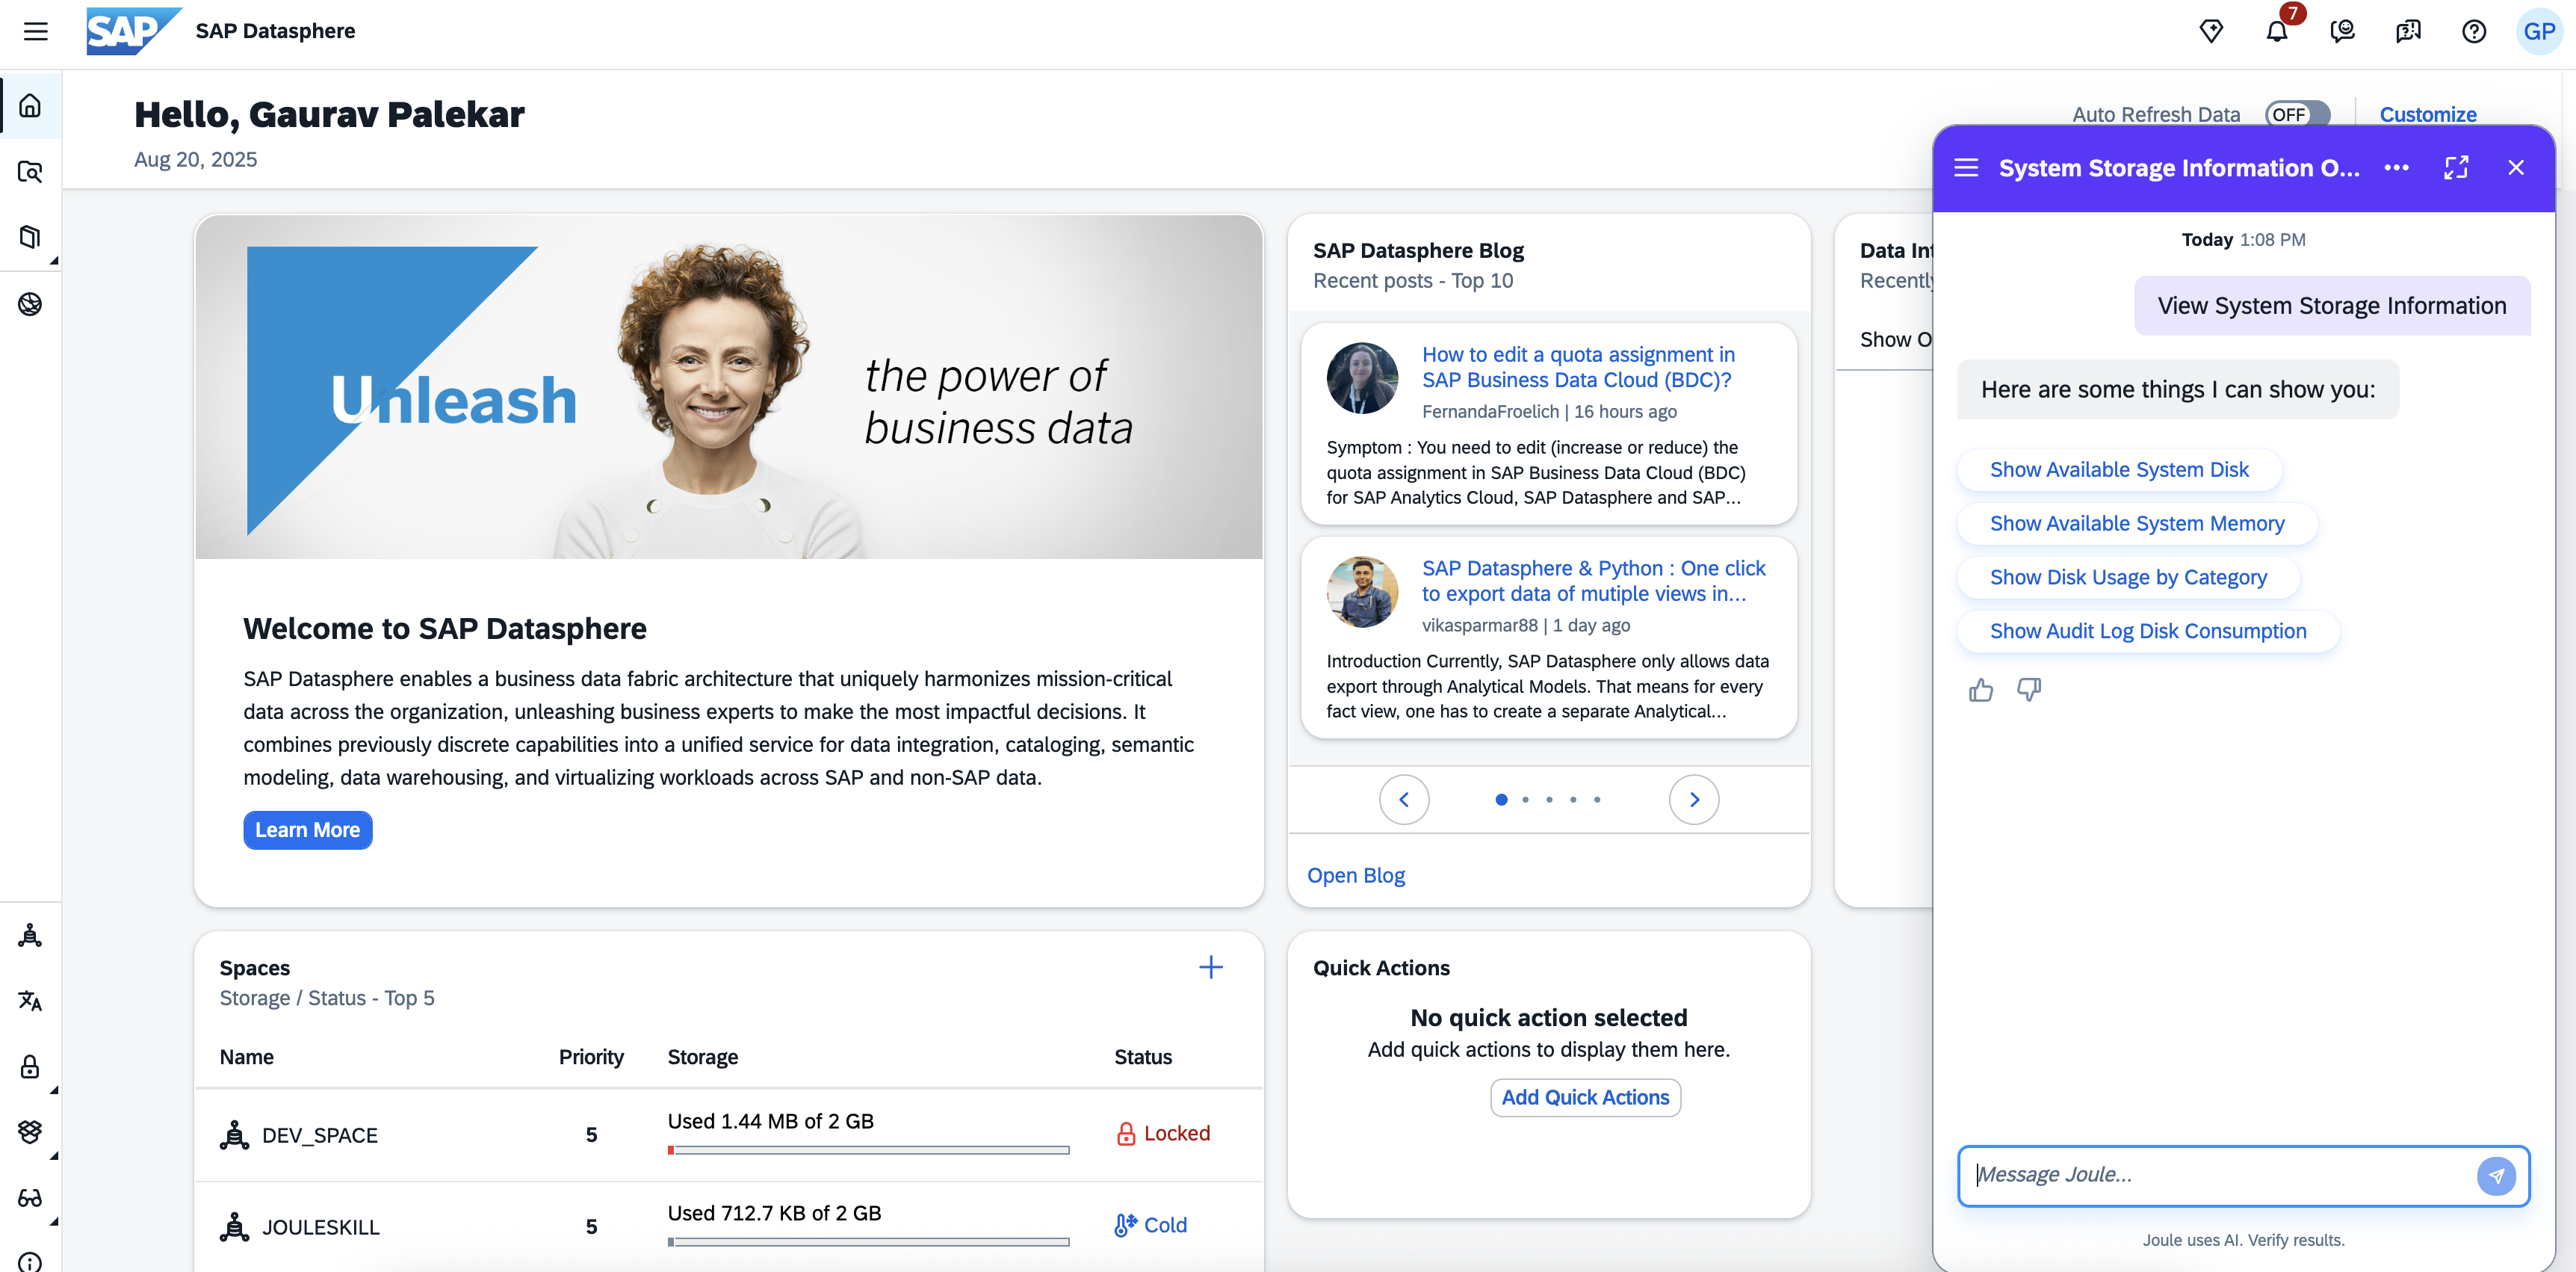 SAP
SAP Datasphere
7
GP
Hello, Gaurav Palekar
Aug 20, 2025
Auto Refresh Data
OFF
Customize
Unleash
the power of
business data
Welcome to SAP Datasphere
SAP Datasphere enables a business data fabric architecture that uniquely harmonizes mission-critical
data across the organization, unleashing business experts to make the most impactful decisions. It
combines previously discrete capabilities into a unified service for data integration, cataloging, semantic
modeling, data warehousing, and virtualizing workloads across SAP and non-SAP data.
Learn More
SAP Datasphere Blog
Recent posts - Top 10
How to edit a quota assignment in
SAP Business Data Cloud (BDC)?
FernandaFroelich | 16 hours ago
Symptom : You need to edit (increase or reduce) the
quota assignment in SAP Business Data Cloud (BDC)
for SAP Analytics Cloud, SAP Datasphere and SAP...
SAP Datasphere & Python : One click
to export data of mutiple views in...
vikasparmar88 | 1 day ago
Introduction Currently, SAP Datasphere only allows data
export through Analytical Models. That means for every
fact view, one has to create a separate Analytical...
Open Blog
Data Int
Recently
Show O
Spaces
Storage / Status - Top 5
Name Priority Storage Status
DEV_SPACE 5 Used 1.44 MB of 2 GB Locked
JOULESKILL 5 Used 712.7 KB of 2 GB Cold
Quick Actions
No quick action selected
Add quick actions to display them here.
Add Quick Actions
System Storage Information O...
Today 1:08 PM
View System Storage Information
Here are some things I can show you:
Show Available System Disk
Show Available System Memory
Show Disk Usage by Category
Show Audit Log Disk Consumption
Message Joule...
Joule uses AI. Verify results.